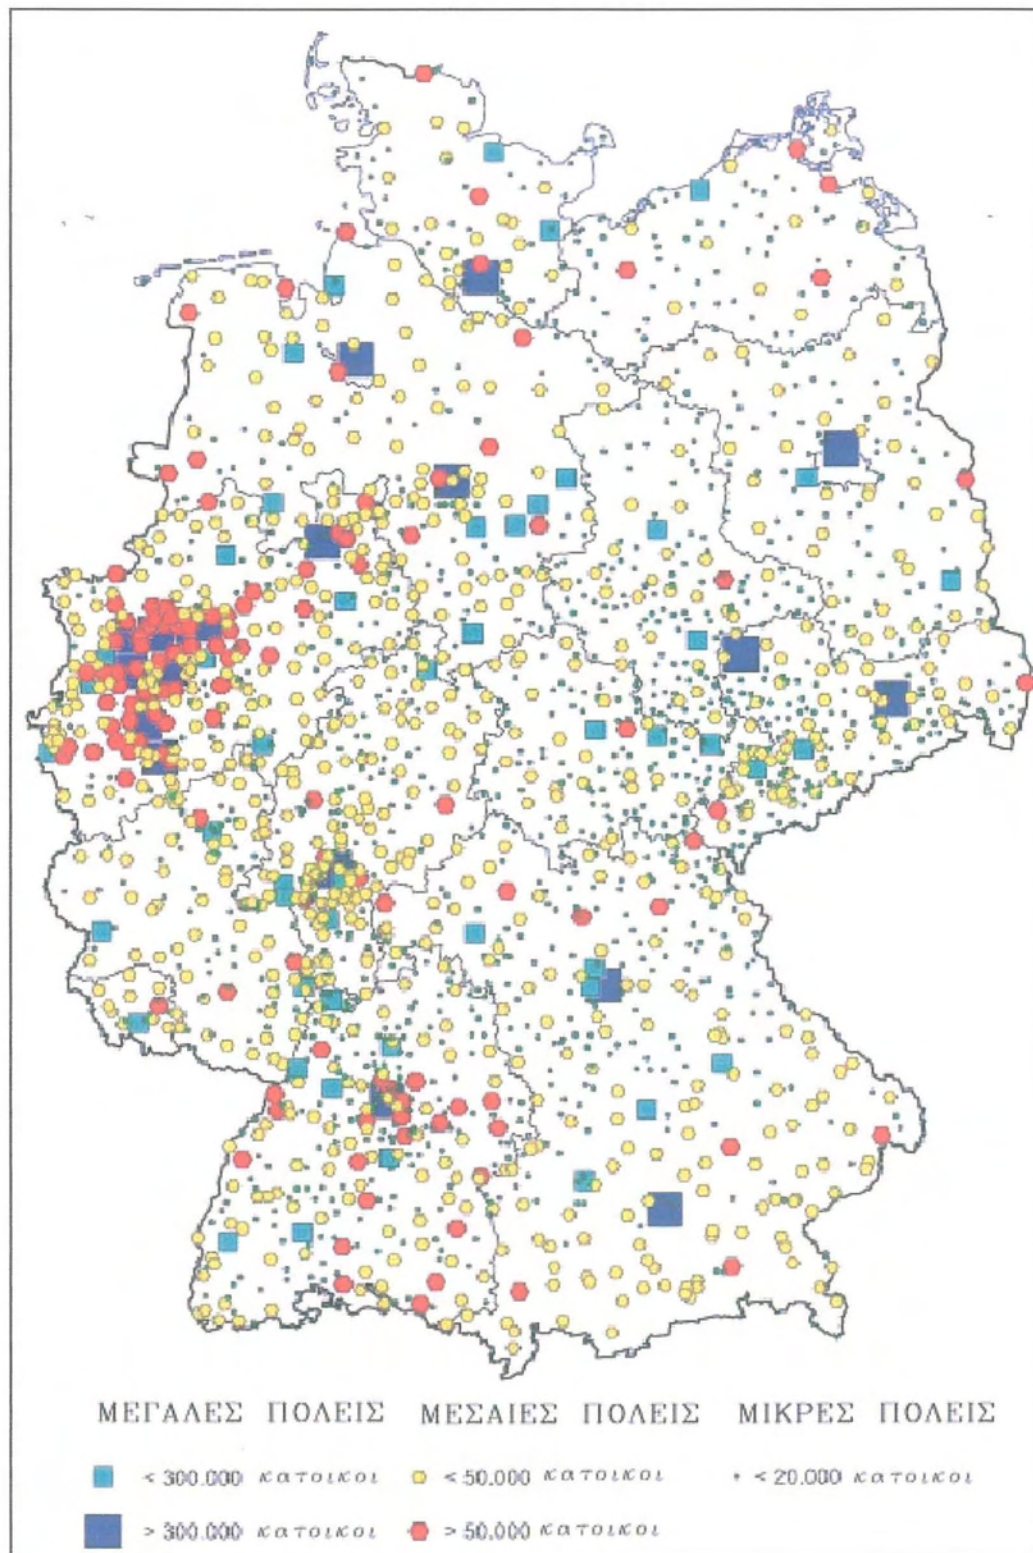 ΜΕΓΑΛΕΣ ΠΟΛΕΙΣ ΜΕΣΑΙΕΣ ΠΟΛΕΙΣ ΜΙΚΡΕΣ ΠΟΛΕΙΣ
< 300.000 κατοικοι < 50.000 κατοικοι < 20.000 κατοικοι
> 300.000 κατοικοι > 50.000 κατοικοι